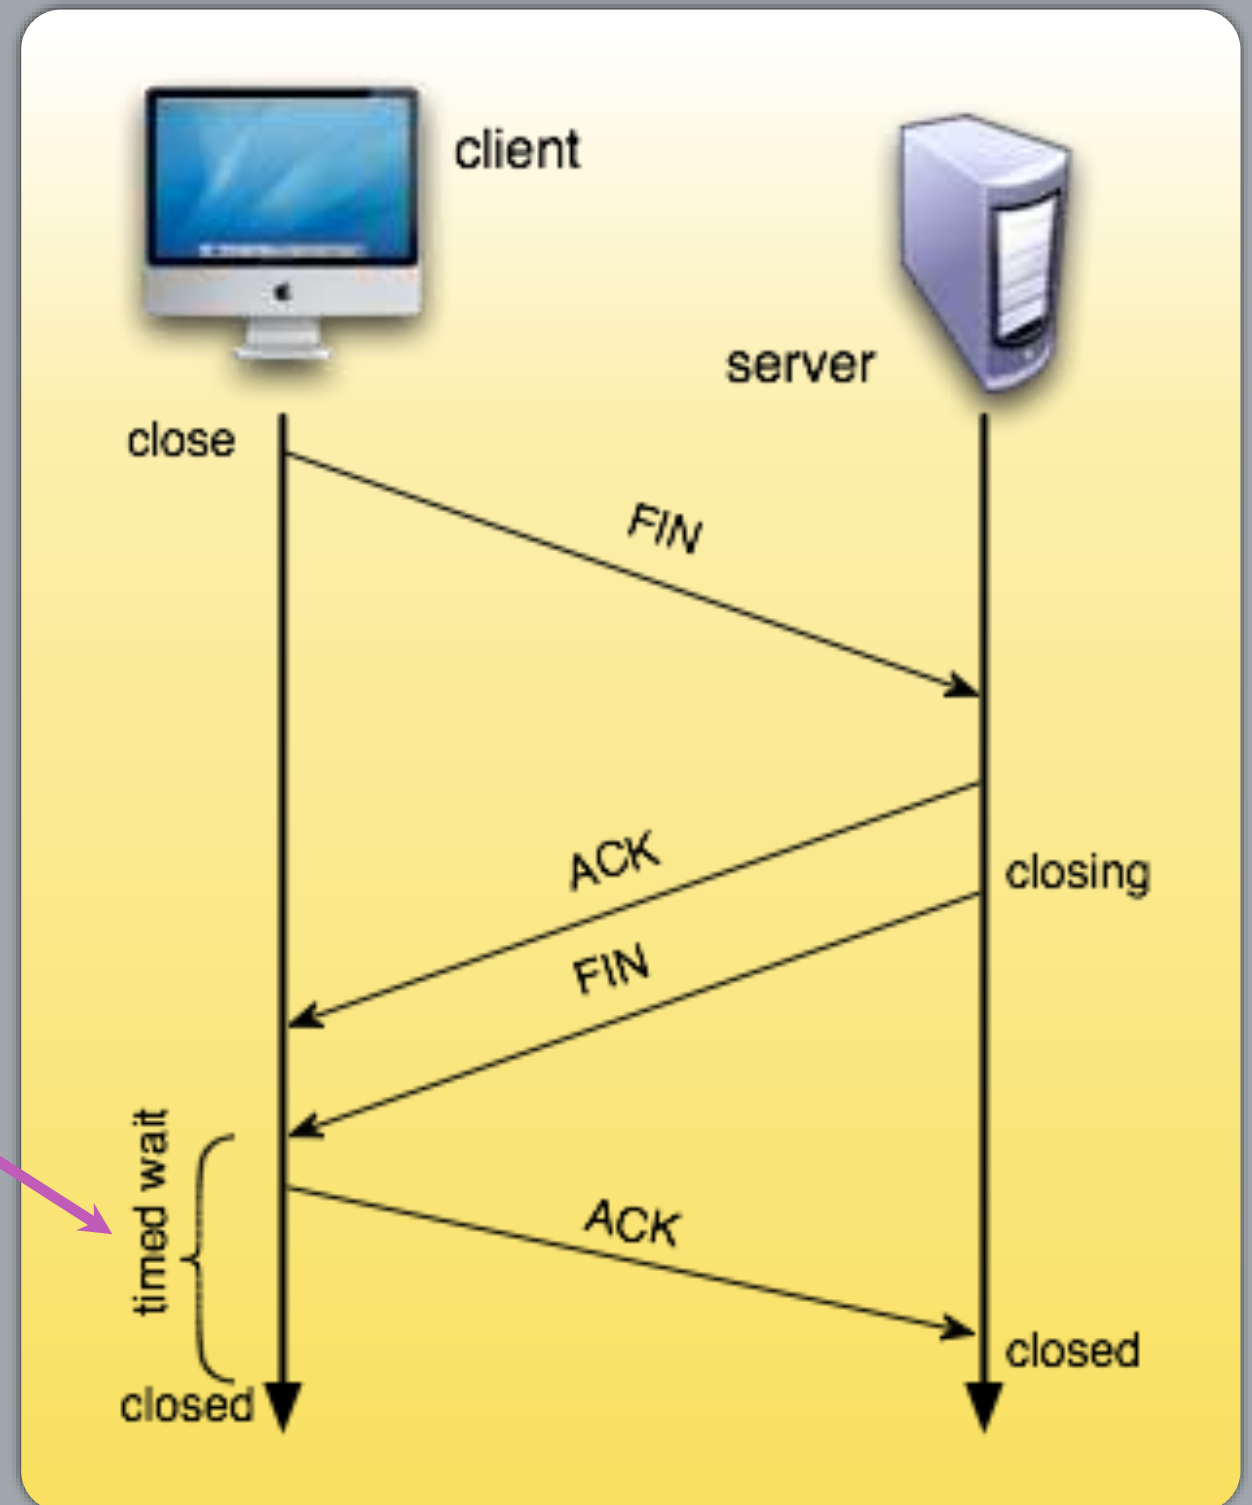 client
server
close
FIN
ACK
closing
FIN
timed wait
ACK
closed
closed